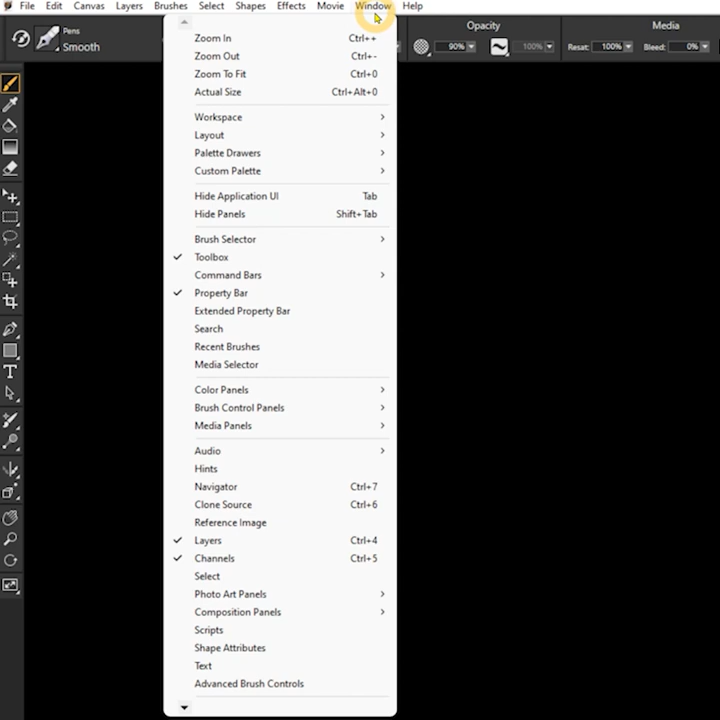 File Edit Canvas Layers Brushes Select Shapes Effects Movie Window Help
Pens
Smooth
Opacity
90%
100%
Media
Resat: 100% Bleed: 0%
Zoom In Ctrl++
Zoom Out Ctrl+-
Zoom To Fit Ctrl+0
Actual Size Ctrl+Alt+0
Workspace
Layout
Palette Drawers
Custom Palette
Hide Application UI Tab
Hide Panels Shift+Tab
Brush Selector
Toolbox
Command Bars
Property Bar
Extended Property Bar
Search
Recent Brushes
Media Selector
Color Panels
Brush Control Panels
Media Panels
Audio
Hints
Navigator Ctrl+7
Clone Source Ctrl+6
Reference Image
Layers Ctrl+4
Channels Ctrl+5
Select
Photo Art Panels
Composition Panels
Scripts
Shape Attributes
Text
Advanced Brush Controls